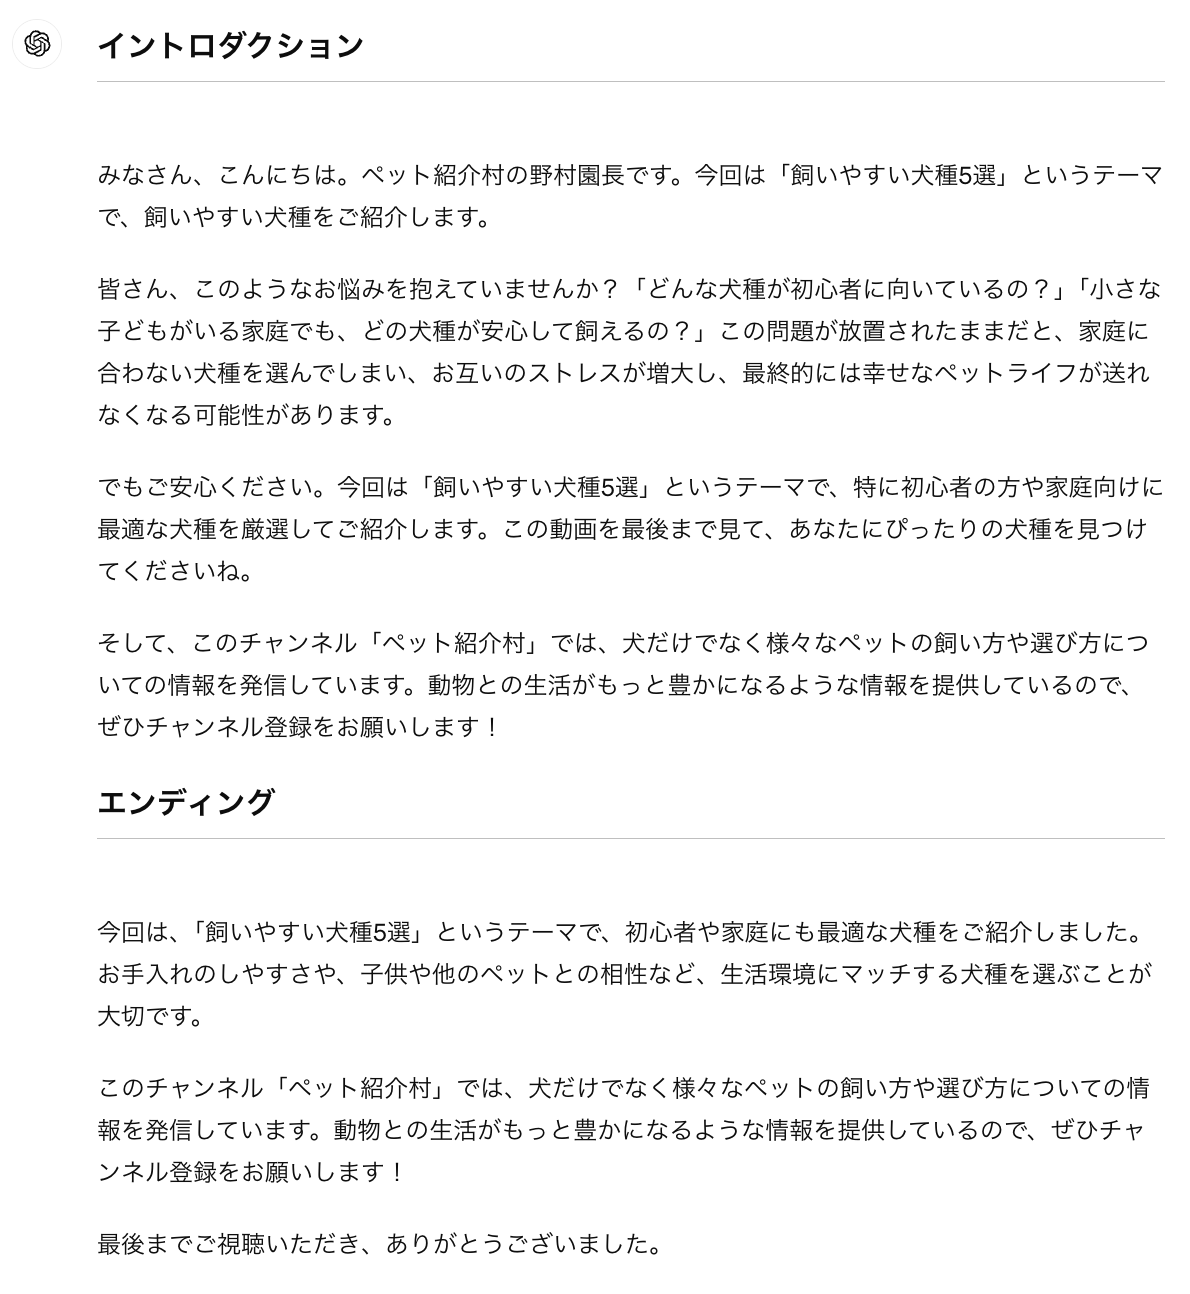 イントロダクション
みなさん、こんにちは。ペット紹介村の野村園長です。今回は「飼いやすい犬種5選」というテーマ
で、飼いやすい犬種をご紹介します。
皆さん、このようなお悩みを抱えていませんか？「どんな犬種が初心者に向いているの？」「小さな
子どもがいる家庭でも、どの犬種が安心して飼えるの？」この問題が放置されたままだと、家庭に
合わない犬種を選んでしまい、お互いのストレスが増大し、最終的には幸せなペットライフが送れ
なくなる可能性があります。
でもご安心ください。今回は「飼いやすい犬種5選」というテーマで、特に初心者の方や家庭向けに
最適な犬種を厳選してご紹介します。この動画を最後まで見て、あなたにぴったりの犬種を見つけ
てくださいね。
そして、このチャンネル「ペット紹介村」では、犬だけでなく様々なペットの飼い方や選び方につ
いての情報を発信しています。動物との生活がもっと豊かになるような情報を提供しているので、
ぜひチャンネル登録をお願いします！
エンディング
今回は、「飼いやすい犬種5選」というテーマで、初心者や家庭にも最適な犬種をご紹介しました。
お手入れのしやすさや、子供や他のペットとの相性など、生活環境にマッチする犬種を選ぶことが
大切です。
このチャンネル「ペット紹介村」では、犬だけでなく様々なペットの飼い方や選び方についての情
報を発信しています。動物との生活がもっと豊かになるような情報を提供しているので、ぜひチャ
ンネル登録をお願いします！
最後までご視聴いただき、ありがとうございました。